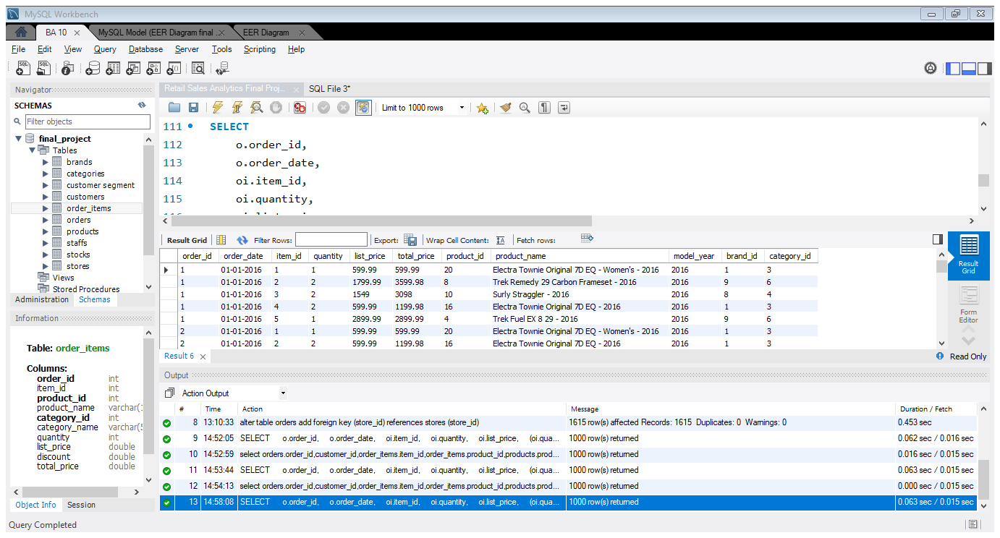 MySQL Workbench
BA 10 MySQL Model (EER Diagram final ... EER Diagram
File Edit View Query Database Server Tools Scripting Help
Navigator
SCHEMAS
Filter objects
final_project
Tables
brands
categories
customer segment
customers
order_items
orders
products
staffs
stocks
stores
Views
Stored Procedures
Administration Schemas
Information
Table: order_items
Columns:
order_id int
item_id int
product_id int
product_name varchar(
category_id int
category_name varchar(
quantity int
list_price double
discount double
total_price double
Object Info Session
Retail Sales Analytics Final Proj... SQL File 3*
Limit to 1000 rows
111 SELECT
112 o.order_id,
113 o.order_date,
114 oi.item_id,
115 oi.quantity,
Result Grid Filter Rows: Export: Wrap Cell Content: Fetch rows:
order_id order_date item_id quantity list_price total_price product_id product_name model_year brand_id category_id
1 01-01-2016 1 1 599.99 599.99 20 Electra Townie Original 7D EQ - Women's - 2016 2016 1 3
1 01-01-2016 2 2 1799.99 3599.98 8 Trek Remedy 29 Carbon Frameset - 2016 2016 9 6
1 01-01-2016 3 2 1549 3098 10 Surly Straggler - 2016 2016 8 4
1 01-01-2016 4 2 599.99 1199.98 16 Electra Townie Original 7D EQ - 2016 2016 1 3
1 01-01-2016 5 1 2899.99 2899.99 4 Trek Fuel EX 8 29 - 2016 2016 9 6
2 01-01-2016 1 1 599.99 599.99 20 Electra Townie Original 7D EQ - Women's - 2016 2016 1 3
2 01-01-2016 2 2 599.99 1199.98 16 Electra Townie Original 7D EQ - 2016 2016 1 3
Result
Grid
Form
Editor
Result 6 Read Only
Output
Action Output
# Time Action Message Duration / Fetch
8 13:10:33 alter table orders add foreign key (store_id) references stores (store_id) 1615 row(s) affected Records: 1615 Duplicates: 0 Warnings: 0 0.453 sec
9 14:52:05 SELECT o.order_id, o.order_date, oi.item_id, oi.quantity, oi.list_price, (oi.qua... 1000 row(s) returned 0.062 sec / 0.016 sec
10 14:52:59 select orders.order_id,customer_id,order_items.item_id,order_items.product_id,products.prod... 1000 row(s) returned 0.016 sec / 0.015 sec
11 14:53:44 SELECT o.order_id, o.order_date, oi.item_id, oi.quantity, oi.list_price, (oi.qua... 1000 row(s) returned 0.063 sec / 0.015 sec
12 14:54:13 select orders.order_id,customer_id,order_items.item_id,order_items.product_id,products.prod... 1000 row(s) returned 0.000 sec / 0.015 sec
13 14:58:08 SELECT o.order_id, o.order_date, oi.item_id, oi.quantity, oi.list_price, (oi.qua... 1000 row(s) returned 0.063 sec / 0.015 sec
Query Completed